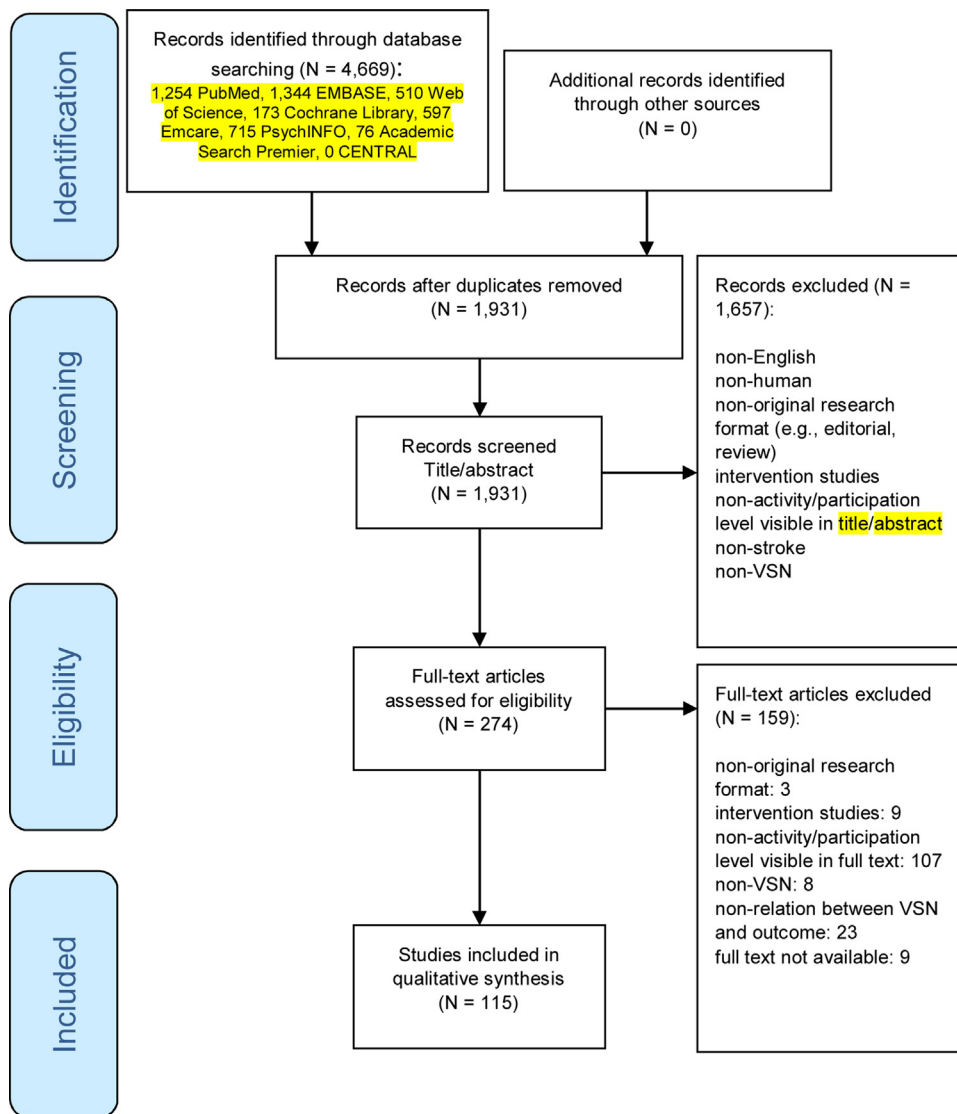 Identification
Records identified through database
searching (N = 4,669):
1,254 PubMed, 1,344 EMBASE, 510 Web
of Science, 173 Cochrane Library, 597
Emcare, 715 PsychINFO, 76 Academic
Search Premier, 0 CENTRAL
Additional records identified
through other sources
(N = 0)
Records after duplicates removed
(N = 1,931)
Screening
Records screened
Title/abstract
(N = 1,931)
Records excluded (N =
1,657):
non-English
non-human
non-original research
format (e.g., editorial,
review)
intervention studies
non-activity/participation
level visible in title/abstract
non-stroke
non-VSN
Eligibility
Full-text articles
assessed for eligibility
(N = 274)
Full-text articles excluded
(N = 159):
non-original research
format: 3
intervention studies: 9
non-activity/participation
level visible in full text: 107
non-VSN: 8
non-relation between VSN
and outcome: 23
full text not available: 9
Included
Studies included in
qualitative synthesis
(N = 115)